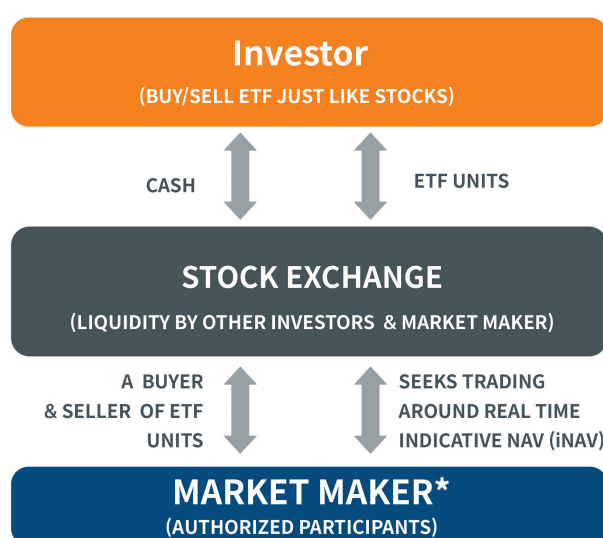 Investor
(BUY/SELL ETF JUST LIKE STOCKS)
CASH
ETF UNITS
STOCK EXCHANGE
(LIQUIDITY BY OTHER INVESTORS & MARKET MAKER)
A BUYER
& SELLER OF ETF
UNITS
SEEKS TRADING
AROUND REAL TIME
INDICATIVE NAV (iNAV)
MARKET MAKER*
(AUTHORIZED PARTICIPANTS)